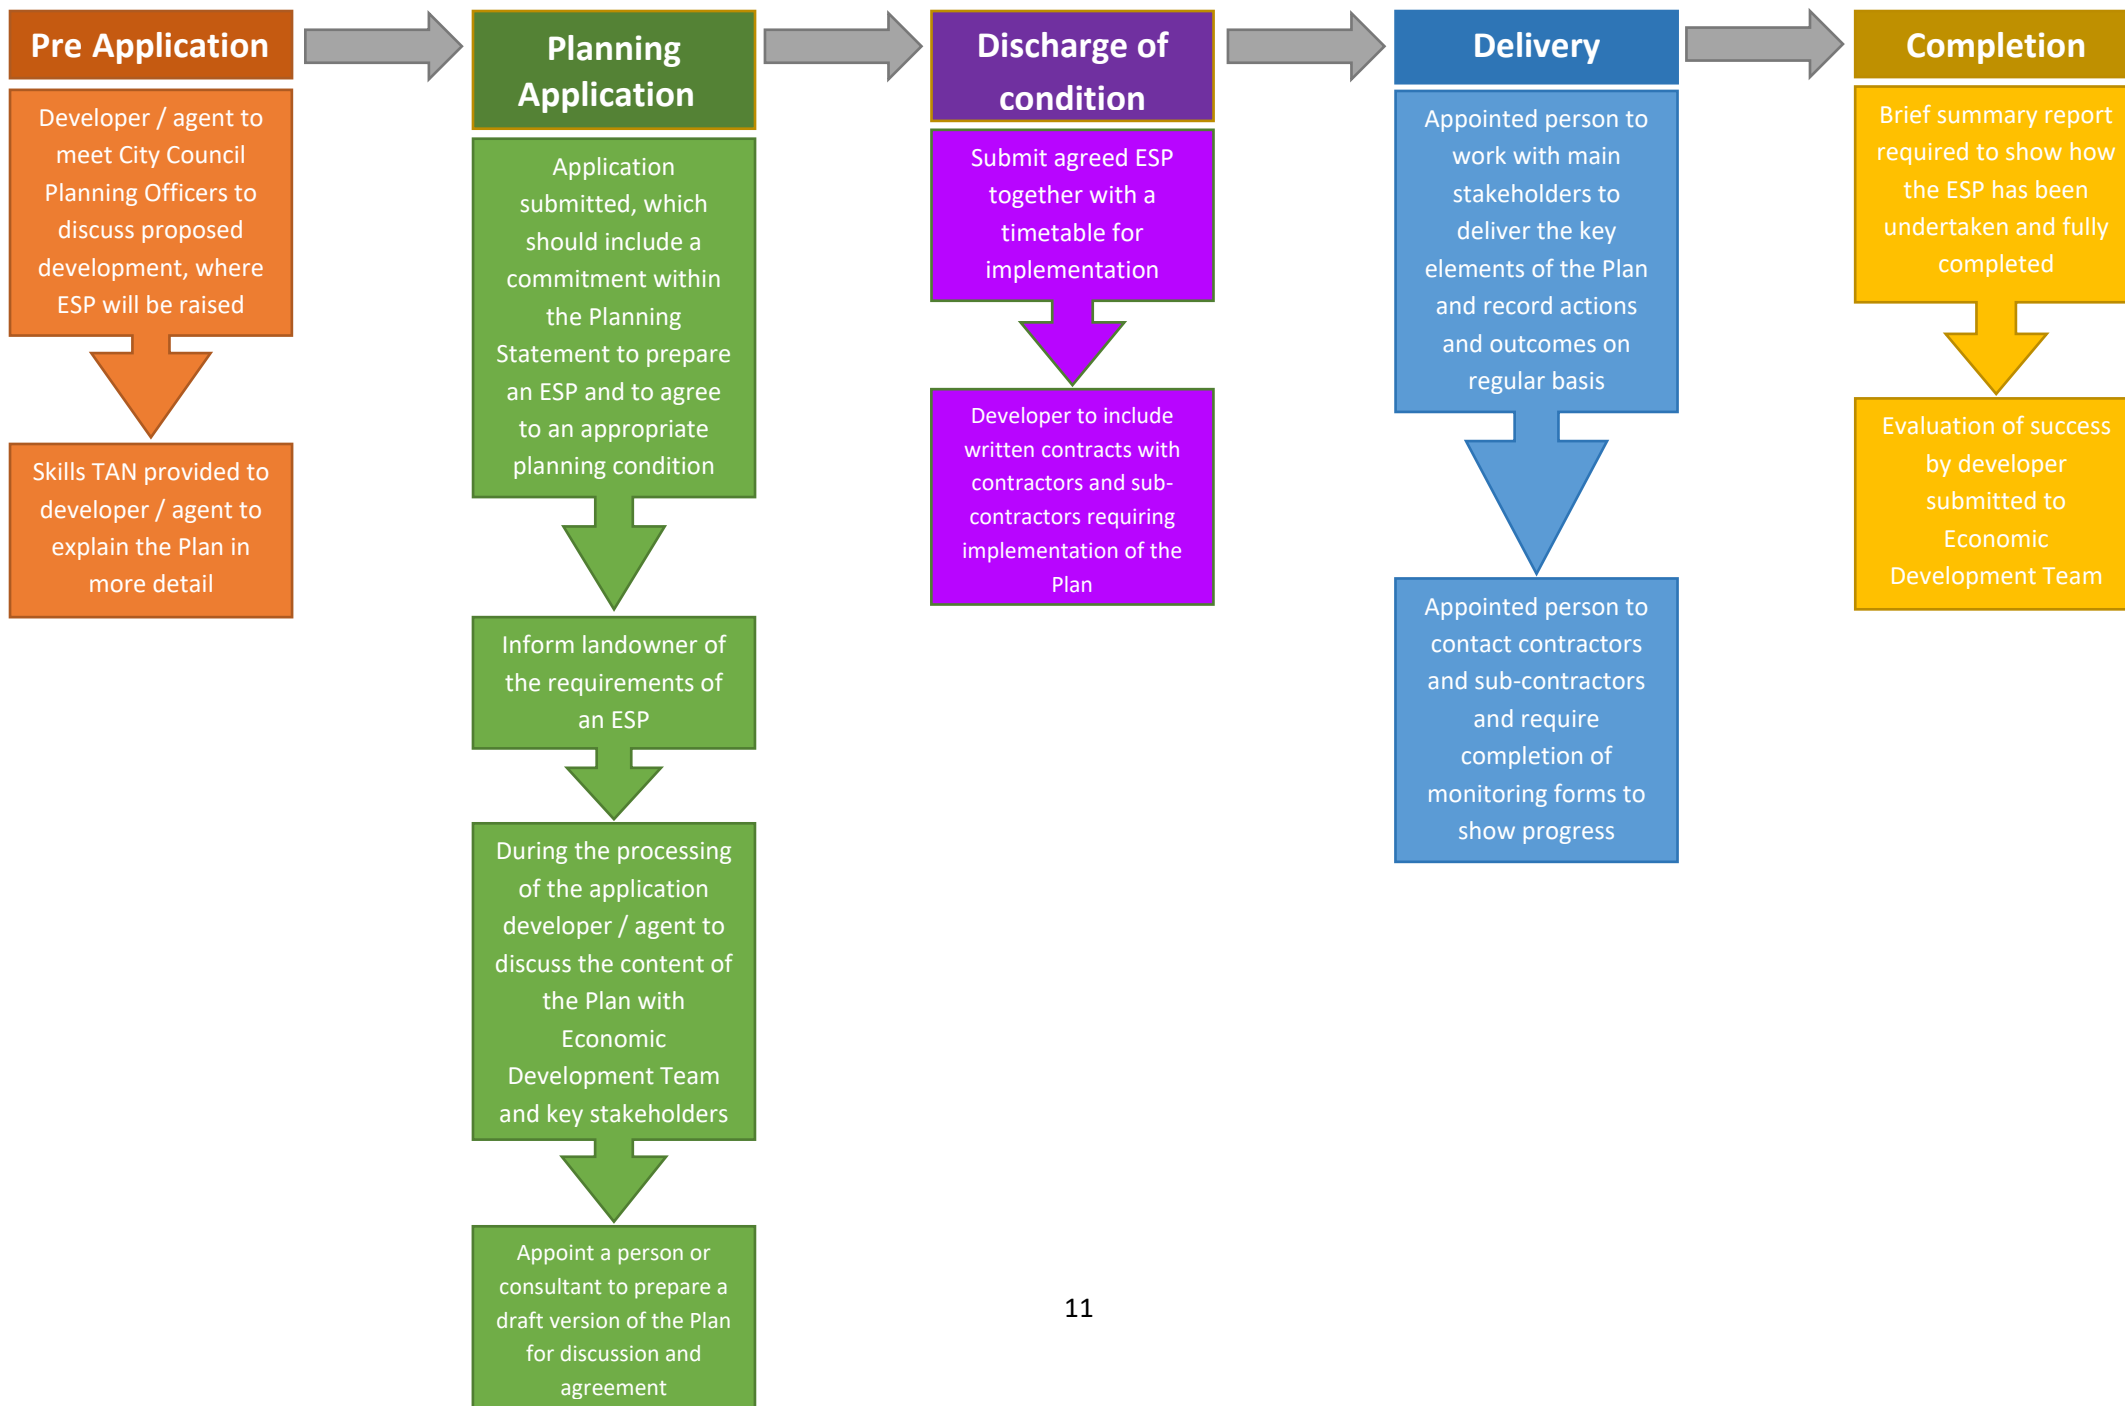 Pre Application
Developer / agent to
meet City Council
Planning Officers to
discuss proposed
development, where
ESP will be raised
Skills TAN provided to
developer / agent to
explain the Plan in
more detail
Planning
Application
Application
submitted, which
should include a
commitment within
the Planning
Statement to prepare
an ESP and to agree
to an appropriate
planning condition
Inform landowner of
the requirements of
an ESP
During the processing
of the application
developer / agent to
discuss the content of
the Plan with
Economic
Development Team
and key stakeholders
Appoint a person or
consultant to prepare a
draft version of the Plan
for discussion and
agreement
Discharge of
condition
Submit agreed ESP
together with a
timetable for
implementation
Developer to include
written contracts with
contractors and sub-
contractors requiring
implementation of the
Plan
Delivery
Appointed person to
work with main
stakeholders to
deliver the key
elements of the Plan
and record actions
and outcomes on
regular basis
Appointed person to
contact contractors
and sub-contractors
and require
completion of
monitoring forms to
show progress
Completion
Brief summary report
required to show how
the ESP has been
undertaken and fully
completed
Evaluation of success
by developer
submitted to
Economic
Development Team
11